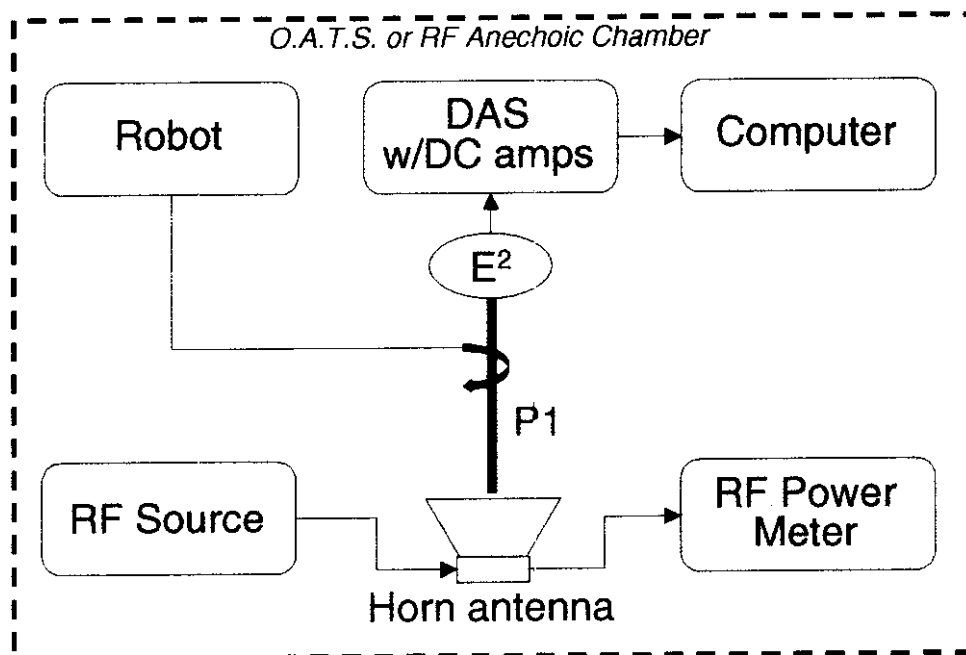 O.A.T.S. or RF Anechoic Chamber
Robot
DAS
w/DC amps
Computer
E²
P1
RF Source
RF Power
Meter
Horn antenna